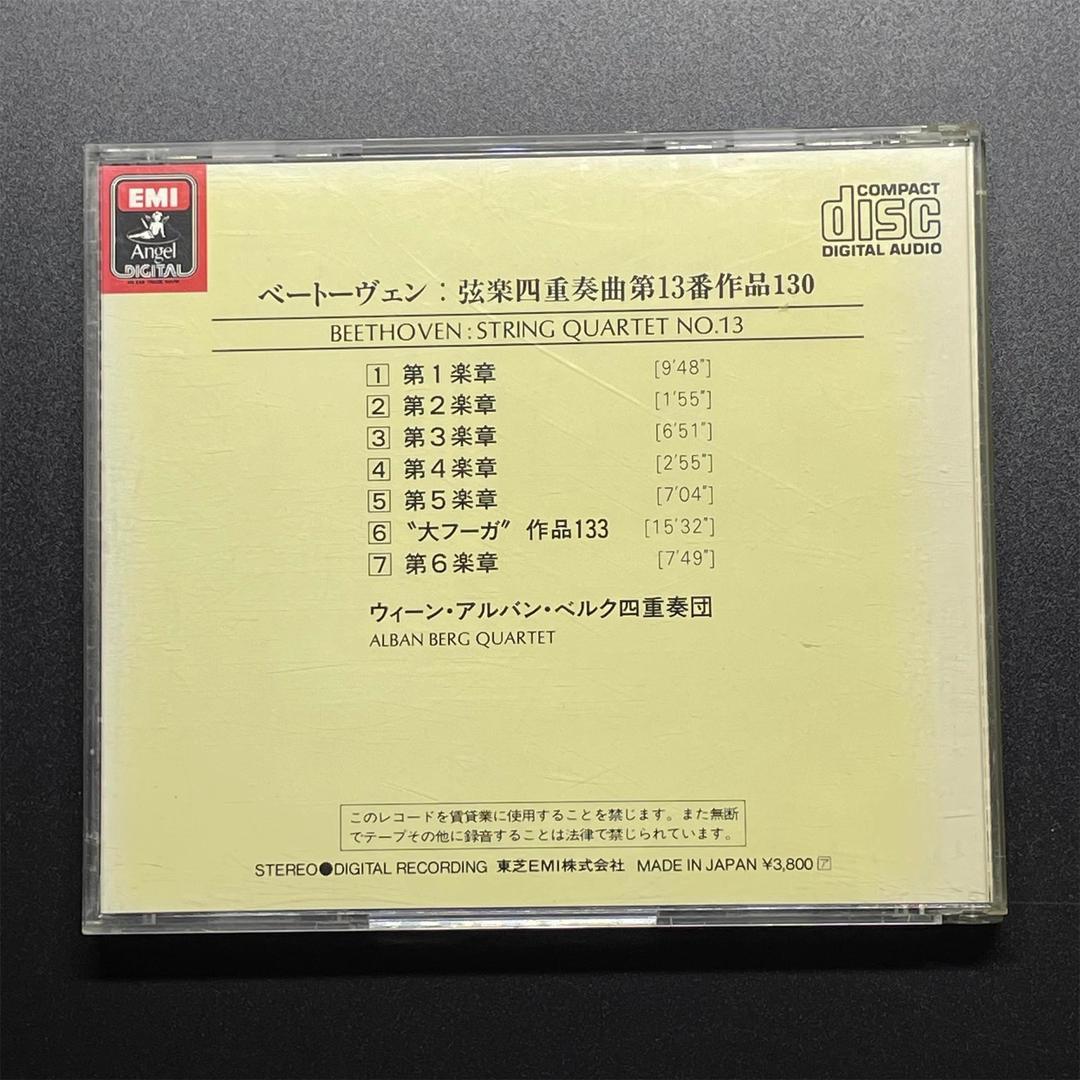 EMI
Angel
DIGITAL
COMPACT
disc
DIGITAL AUDIO
ベートーヴェン：弦楽四重奏曲第13番作品130
BEETHOVEN : STRING QUARTET NO.13
1 第1楽章 [9'48"]
2 第2楽章 [1'55"]
3 第3楽章 [6'51"]
4 第4楽章 [2'55"]
5 第5楽章 [7'04"]
6 〝大フーガ〟 作品133 [15'32"]
7 第6楽章 [7'49"]
ウィーン・アルバン・ベルク四重奏団
ALBAN BERG QUARTET
このレコードを賃貸業に使用することを禁じます。また無断
でテープその他に録音することは法律で禁じられています。
STEREO●DIGITAL RECORDING 東芝EMI株式会社 MADE IN JAPAN ¥3,800 ア